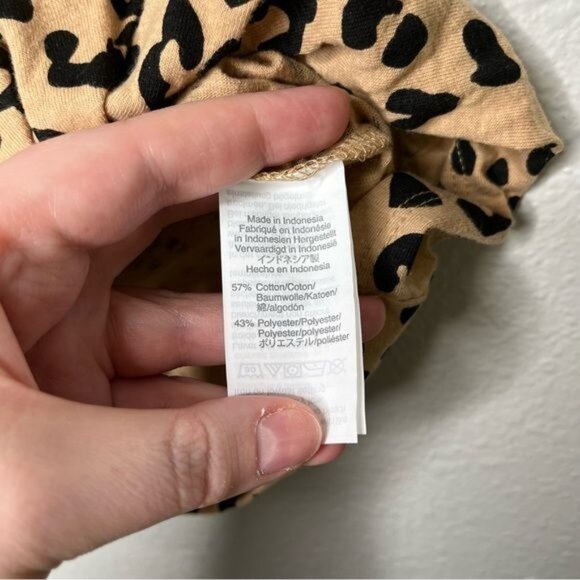 Made in Indonesia
Fabriqué en Indonésie
in Indonesien Hergestellt
Vervaardigd in Indonesië
インドネシア製
Hecho en Indonesia
57% Cotton/Coton/
Baumwolle/Katoen/
綿/algodón
43% Polyester/Polyester/
Polyester/polyester/
ポリエステル/poliéster